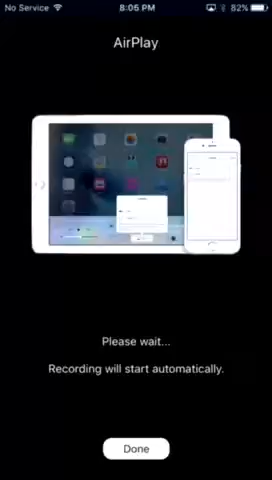 No Service 8:05 PM 82%
AirPlay
Please wait...
Recording will start automatically.
Done